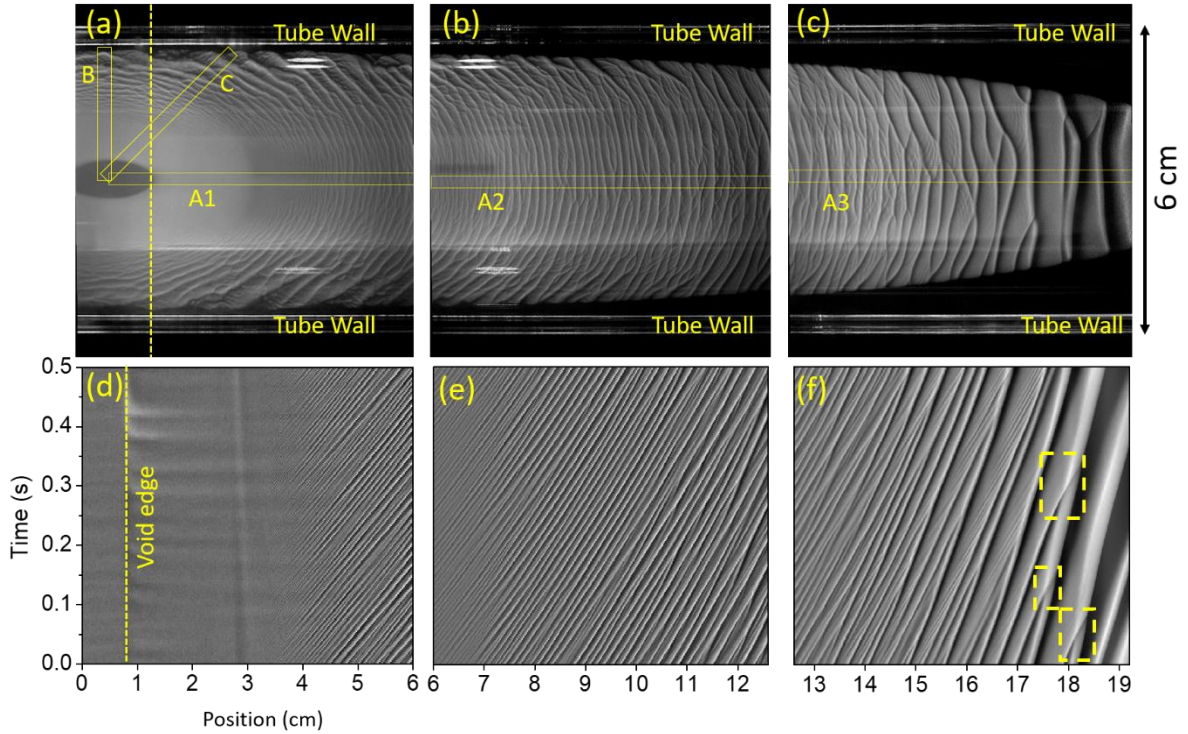 (a)
Tube Wall
B
C
A1
Tube Wall
(b)
Tube Wall
A2
Tube Wall
(c)
Tube Wall
A3
Tube Wall
6 cm
(d)
Void edge
0.5
0.4
0.3
0.2
0.1
0.0
Time (s)
0 1 2 3 4 5 6
(e)
6 7 8 9 10 11 12
(f)
13 14 15 16 17 18 19
Position (cm)